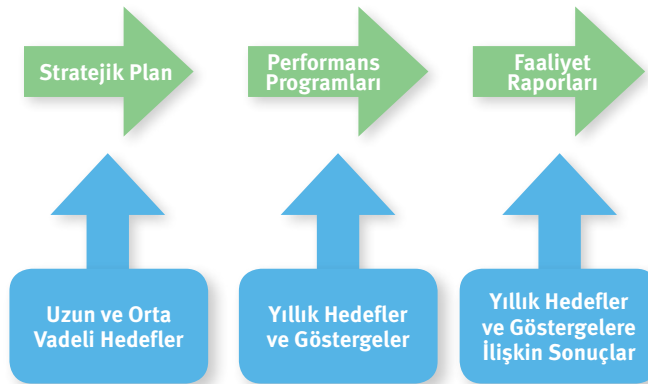 Stratejik Plan
Performans
Programları
Faaliyet
Raporları
Uzun ve Orta
Vadeli Hedefler
Yıllık Hedefler
ve Göstergeler
Yıllık Hedefler
ve Göstergelere
İlişkin Sonuçlar